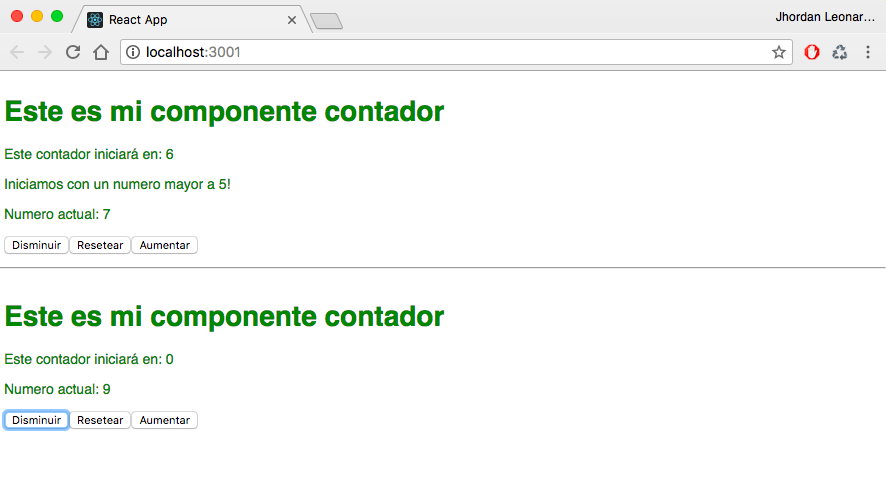 React App
Jhordan Leonar...
localhost:3001
Este es mi componente contador
Este contador iniciará en: 6
Iniciamos con un numero mayor a 5!
Numero actual: 7
Disminuir Resetear Aumentar
Este es mi componente contador
Este contador iniciará en: 0
Numero actual: 9
Disminuir Resetear Aumentar